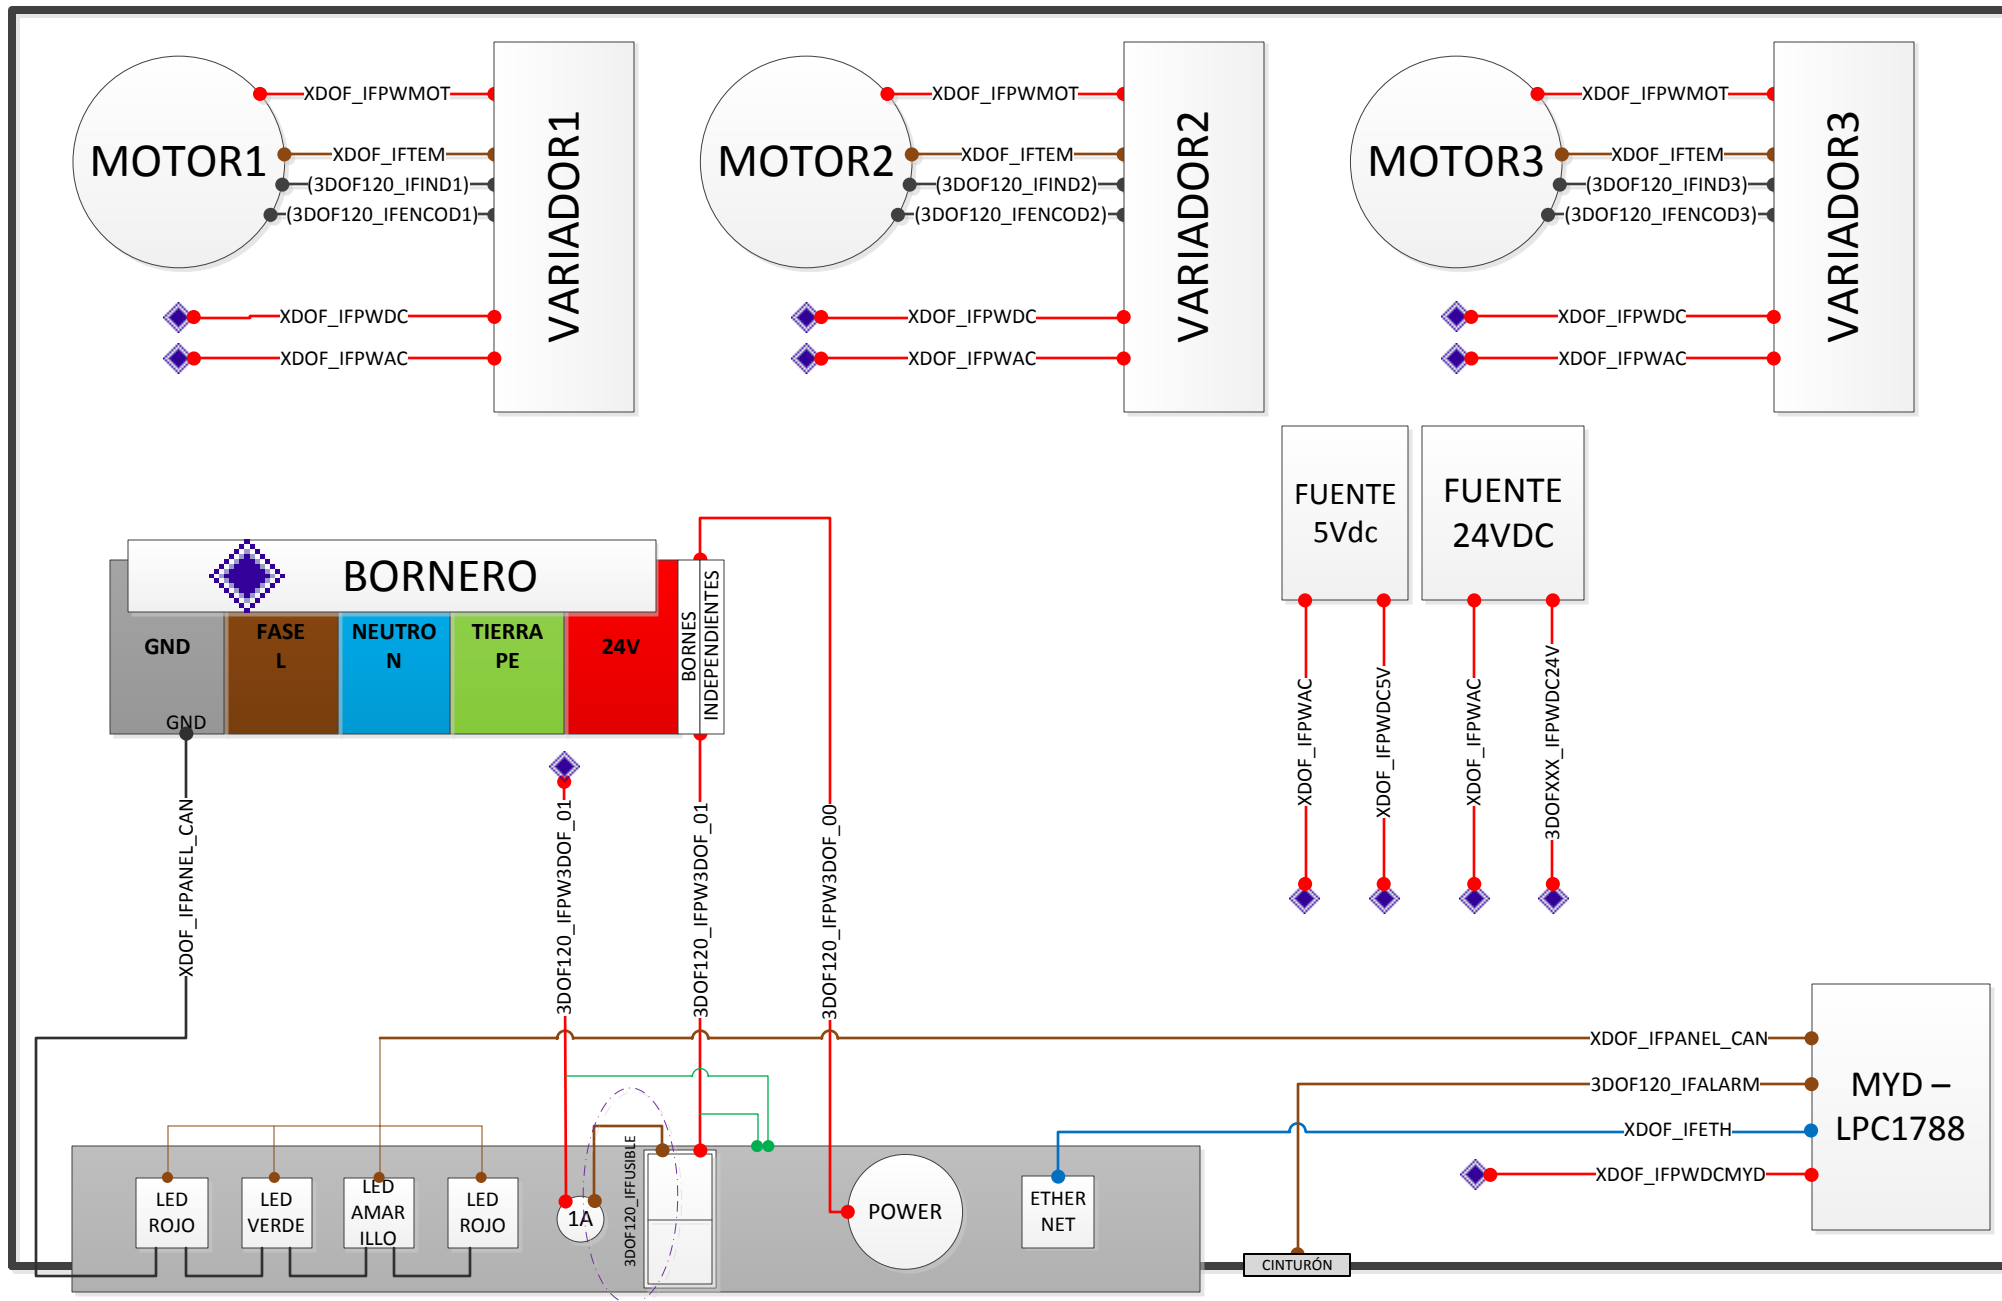 MOTOR1
XDOF_IFPWMOT
XDOF_IFTEM
(3DOF120_IFIND1)
(3DOF120_IFENCOD1)
XDOF_IFPWDC
XDOF_IFPWAC
VARIADOR1
MOTOR2
XDOF_IFPWMOT
XDOF_IFTEM
(3DOF120_IFIND2)
(3DOF120_IFENCOD2)
XDOF_IFPWDC
XDOF_IFPWAC
VARIADOR2
MOTOR3
XDOF_IFPWMOT
XDOF_IFTEM
(3DOF120_IFIND3)
(3DOF120_IFENCOD3)
XDOF_IFPWDC
XDOF_IFPWAC
VARIADOR3
FUENTE
5Vdc
FUENTE
24VDC
XDOF_IFPWAC
XDOF_IFPWDC5V
XDOF_IFPWAC
3DOFXXX_IFPWDC24V
BORNERO
GND
FASE
L
NEUTRO
N
TIERRA
PE
24V
BORNES
INDEPENDIENTES
GND
XDOF_IFPANEL_CAN
3DOF120_IFPW3DOF_01
3DOF120_IFPW3DOF_01
3DOF120_IFPW3DOF_00
XDOF_IFPANEL_CAN
3DOF120_IFALARM
XDOF_IFETH
XDOF_IFPWDCMYD
MYD –
LPC1788
LED
ROJO
LED
VERDE
LED
AMAR
ILLO
LED
ROJO
1A
3DOF120_IFFUSIBLE
POWER
ETHER
NET
CINTURÓN